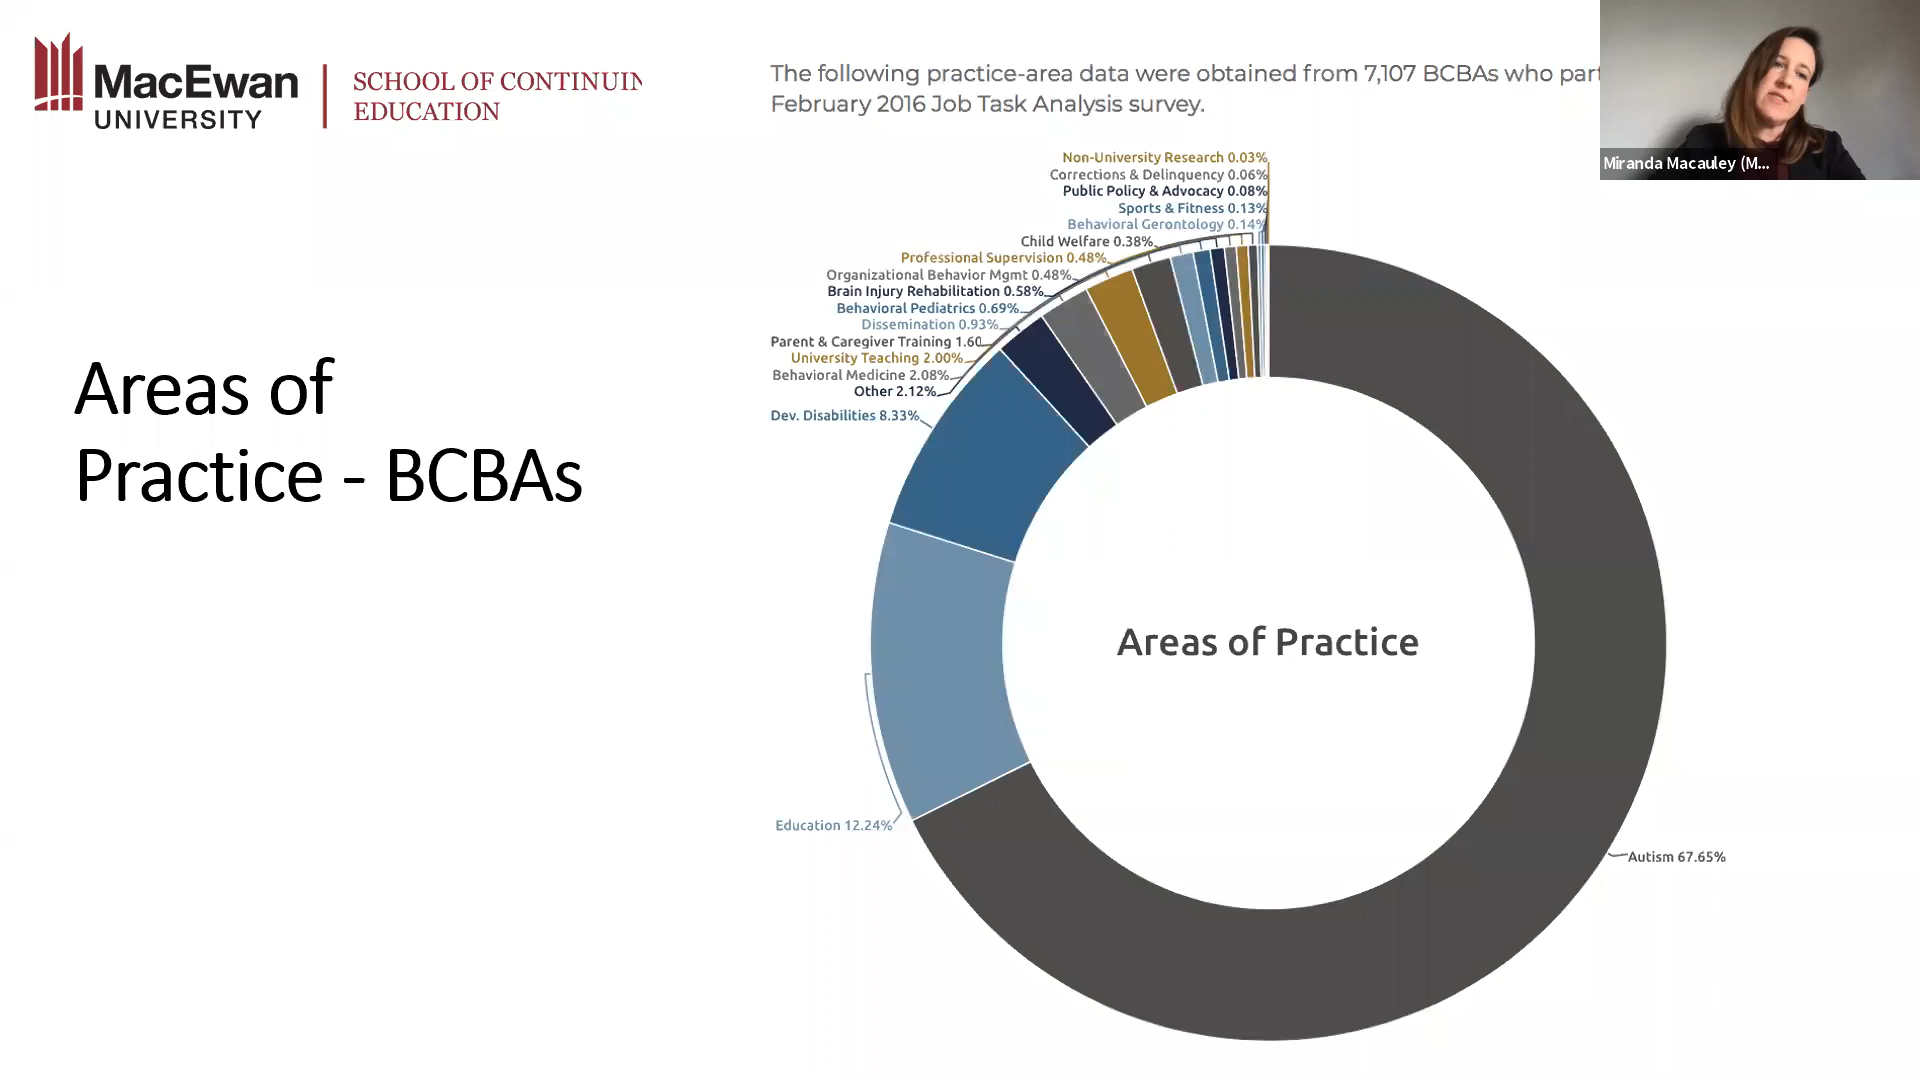 MacEwan
UNIVERSITY
SCHOOL OF CONTINUIN
EDUCATION
The following practice-area data were obtained from 7,107 BCBAs who part
February 2016 Job Task Analysis survey.
Miranda Macauley (M...
Areas of
Practice - BCBAs
Non-University Research 0.03%
Corrections & Delinquency 0.06%
Public Policy & Advocacy 0.08%
Sports & Fitness 0.13%
Behavioral Gerontology 0.14%
Child Welfare 0.38%
Professional Supervision 0.48%
Organizational Behavior Mgmt 0.48%
Brain Injury Rehabilitation 0.58%
Behavioral Pediatrics 0.69%
Dissemination 0.93%
Parent & Caregiver Training 1.60
University Teaching 2.00%
Behavioral Medicine 2.08%
Other 2.12%
Dev. Disabilities 8.33%
Areas of Practice
Education 12.24%
Autism 67.65%